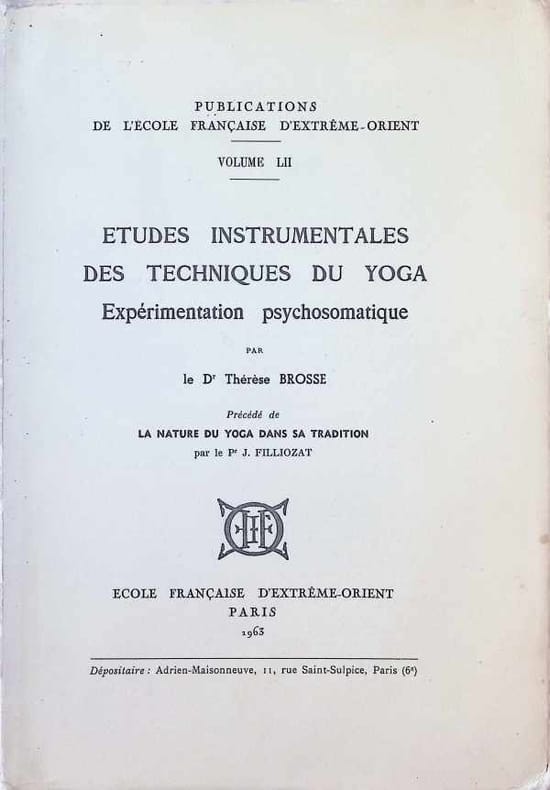 PUBLICATIONS
DE L'ÉCOLE FRANÇAISE D'EXTRÊME-ORIENT
VOLUME LII
ETUDES INSTRUMENTALES
DES TECHNIQUES DU YOGA
Expérimentation psychosomatique
PAR
le Dr Thérèse BROSSE
Précédé de
LA NATURE DU YOGA DANS SA TRADITION
par le Pr J. FILLIOZAT
ECOLE FRANÇAISE D'EXTRÊME-ORIENT
PARIS
1963
Dépositaire : Adrien-Maisonneuve, 11, rue Saint-Sulpice, Paris (6e)